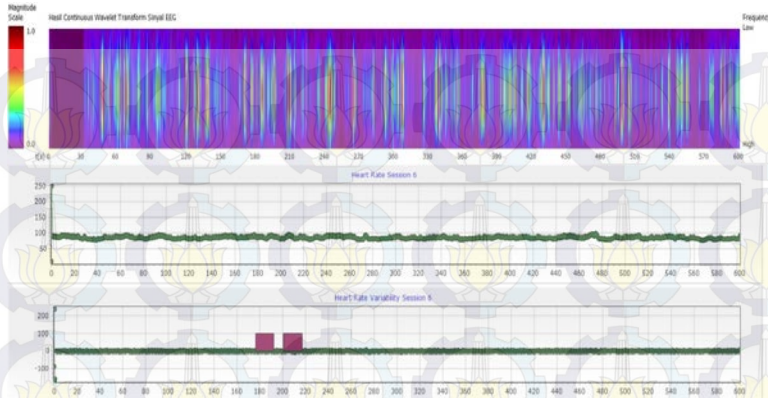 Magnitude
Scale
Hasil Continuous Wavelet Transform Sinyal EEG
Frequenc
Low
1.0
0.0
High
30 60 90 120 150 180 210 240 270 300 330 360 390 420 450 480 510 540 570 600
Heart Rate Session 6
250
200
150
100
50
0 20 40 60 80 100 120 140 160 180 200 220 240 260 280 300 320 340 360 380 400 420 440 460 480 500 520 540 560 580 600
Heart Rate Variability Session 6
200
100
0
-100
0 20 40 60 80 100 120 140 160 180 200 220 240 260 280 300 320 340 360 380 400 420 440 460 480 500 520 540 560 580 600